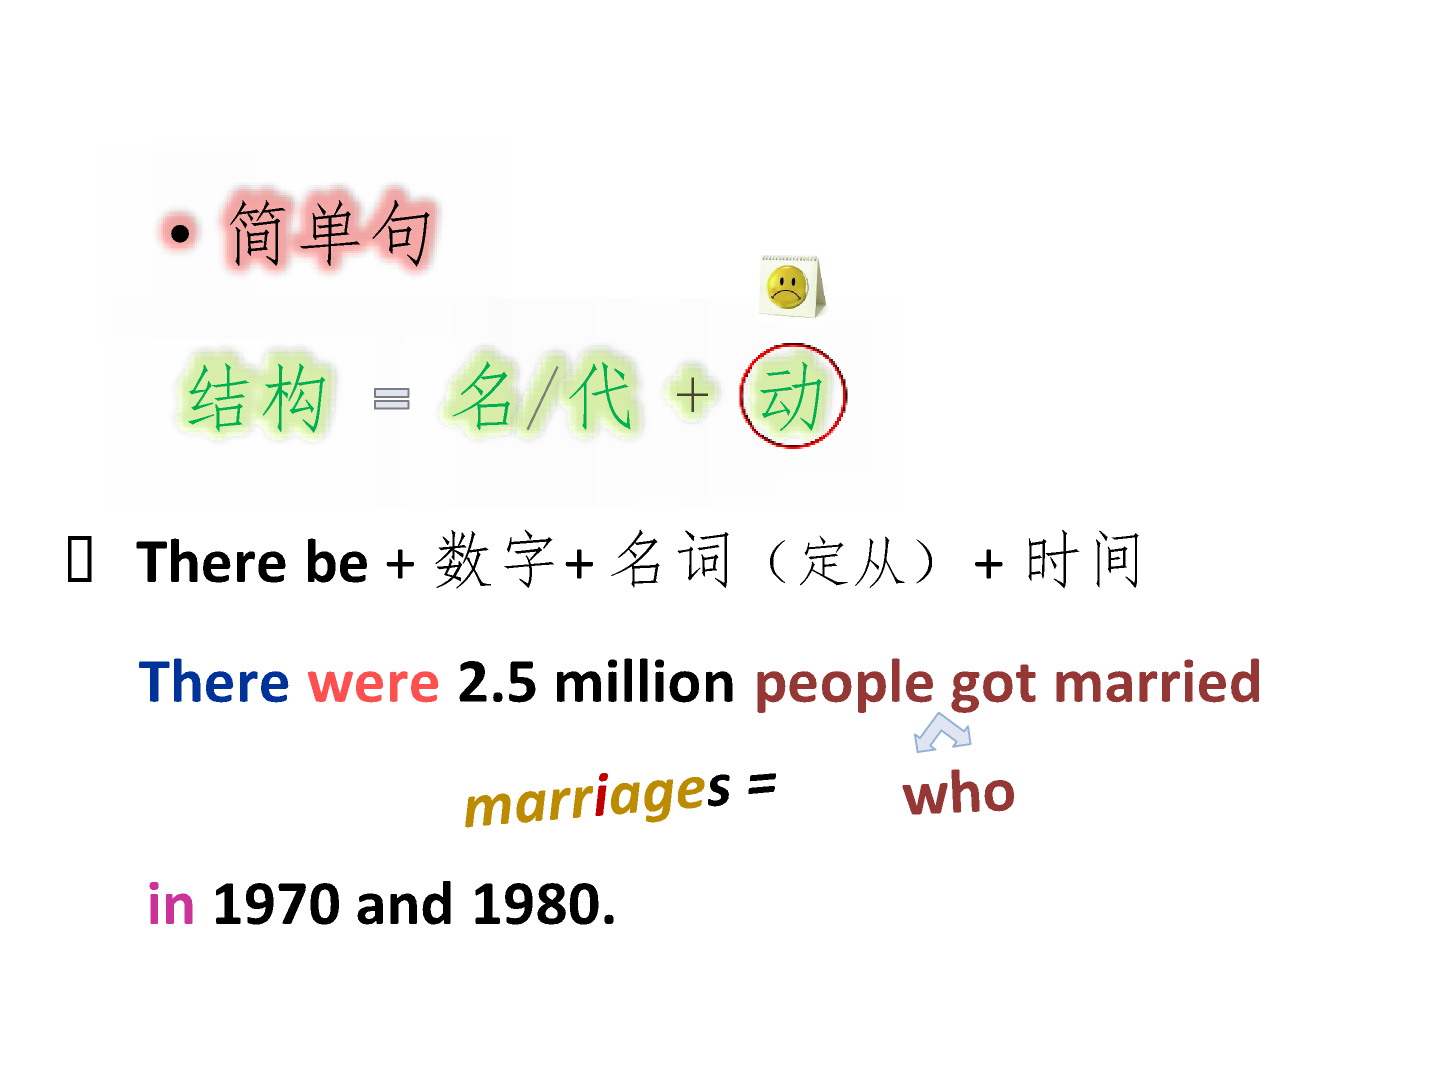 • 简单句
结构 = 名/代 + 动
There be + 数字+ 名词（定从）+ 时间
There were 2.5 million people got married
marriages = who
in 1970 and 1980.